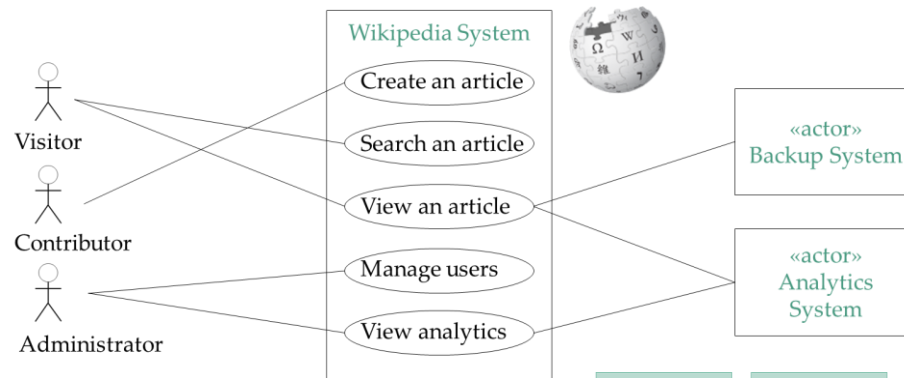 Wikipedia System
Create an article
Search an article
View an article
Manage users
View analytics
Visitor
Contributor
Administrator
Ω
W
И
維
«actor»
Backup System
«actor»
Analytics
System